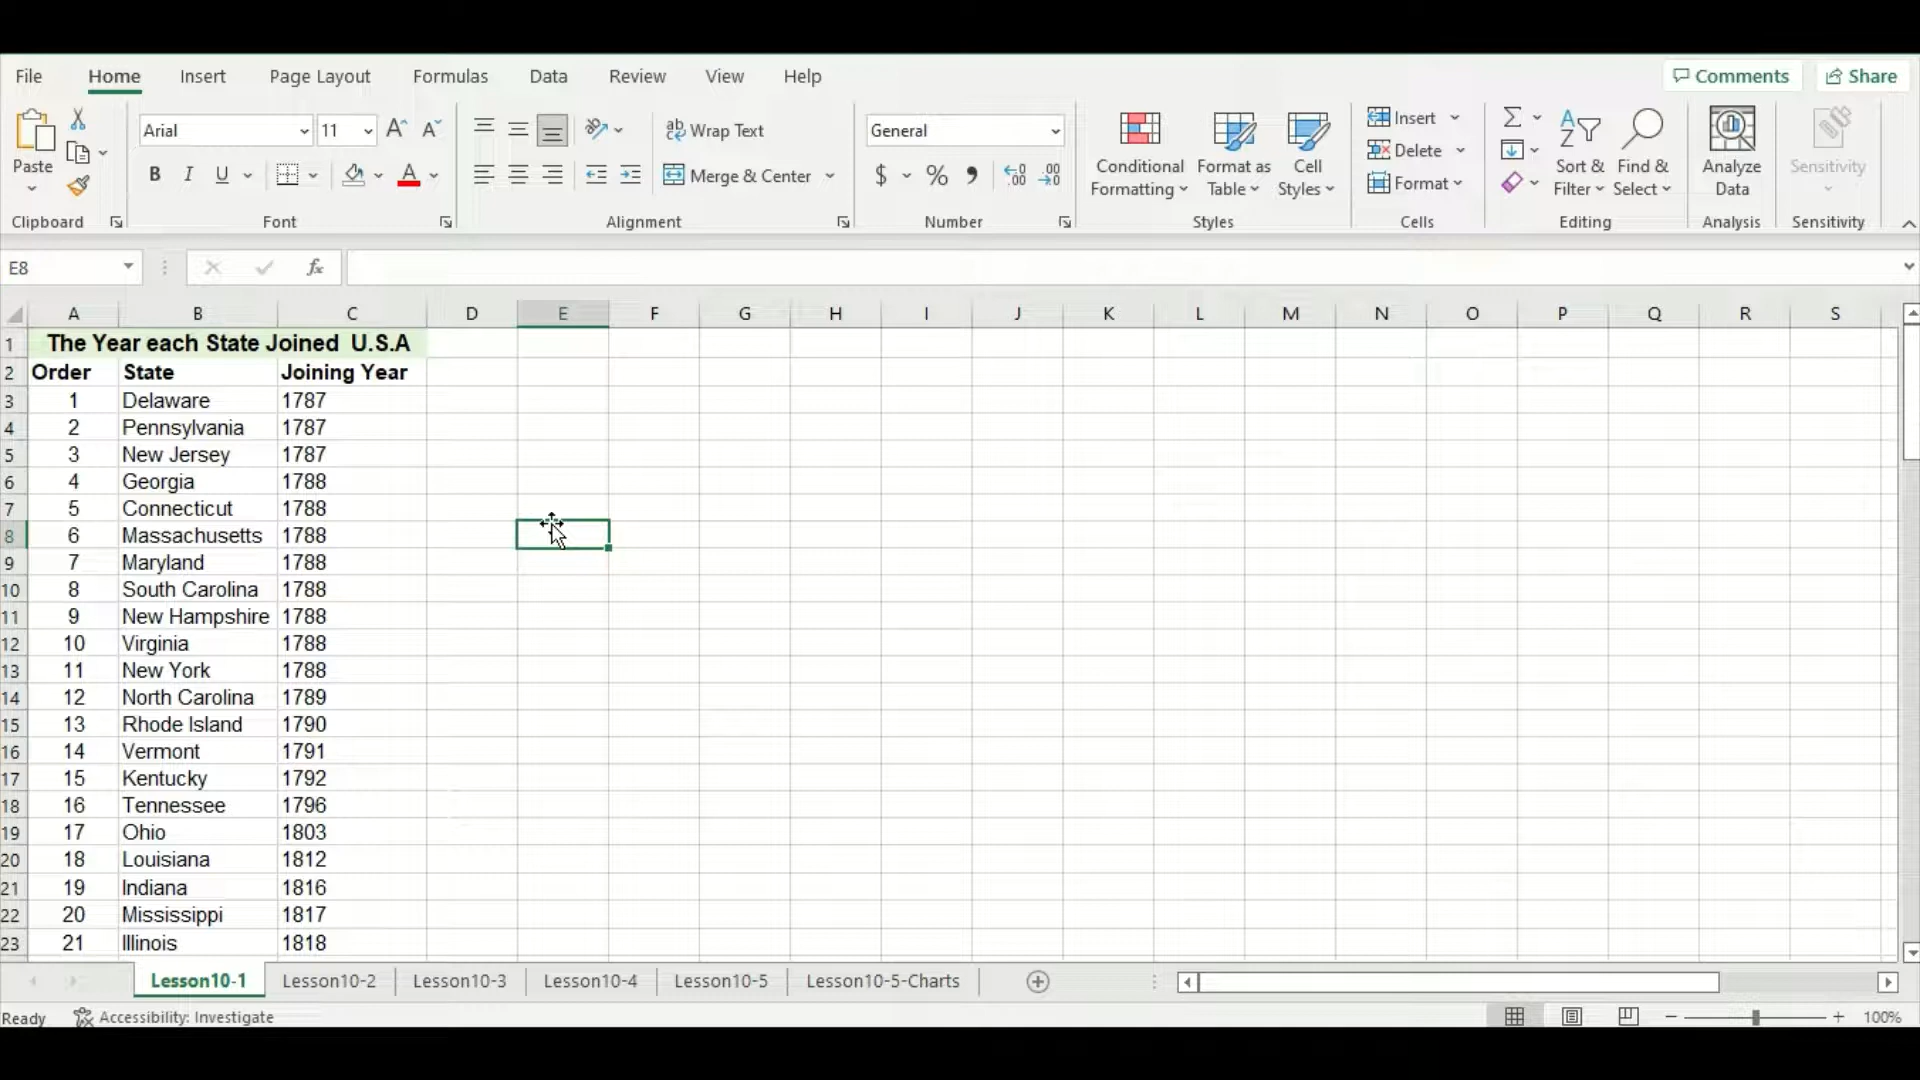 File Home Insert Page Layout Formulas Data Review View Help Comments Share
Arial 11 Wrap Text General Insert
Paste B I U Merge & Center $ % Conditional Formatting Format as Table Cell Styles Delete Format Sort & Filter Find & Select Analyze Data Sensitivity
Clipboard Font Alignment Number Styles Cells Editing Analysis Sensitivity
E8 fx
A B C D E F G H I J K L M N O P Q R S
1 The Year each State Joined U.S.A
2 Order State Joining Year
3 1 Delaware 1787
4 2 Pennsylvania 1787
5 3 New Jersey 1787
6 4 Georgia 1788
7 5 Connecticut 1788
8 6 Massachusetts 1788
9 7 Maryland 1788
10 8 South Carolina 1788
11 9 New Hampshire 1788
12 10 Virginia 1788
13 11 New York 1788
14 12 North Carolina 1789
15 13 Rhode Island 1790
16 14 Vermont 1791
17 15 Kentucky 1792
18 16 Tennessee 1796
19 17 Ohio 1803
20 18 Louisiana 1812
21 19 Indiana 1816
22 20 Mississippi 1817
23 21 Illinois 1818
Lesson10-1 Lesson10-2 Lesson10-3 Lesson10-4 Lesson10-5 Lesson10-5-Charts
Ready Accessibility: Investigate 100%